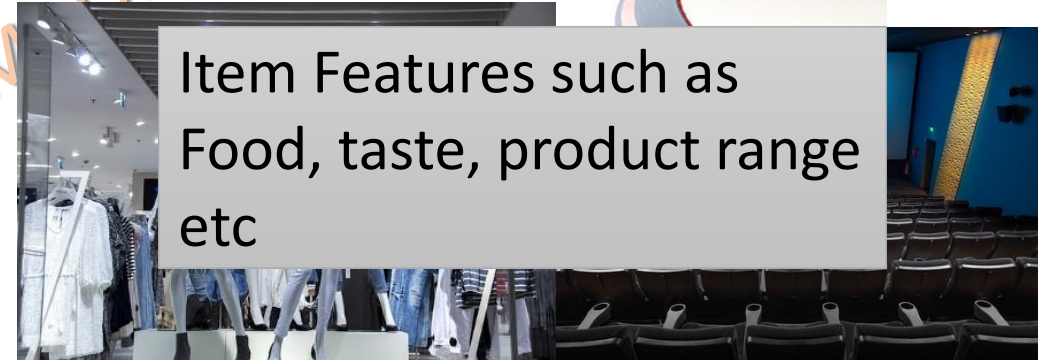 Item Features such as
Food, taste, product range
etc